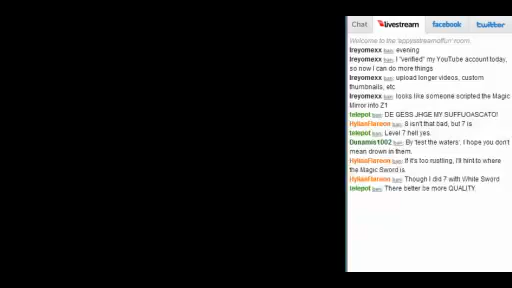 Chat livestream facebook twitter
Welcome to the 'appyistreamolfun' room.
Ireyomexx ban: evening
Ireyomexx ban: I "verified" my YouTube account today,
so now I can do more things
Ireyomexx ban: upload longer videos, custom
thumbnails, etc
Ireyomexx ban: looks like someone scripted the Magic
Mirror into Z1
telepot ban: DE GESS JHGE MY SUFFUOASCATO!
HylianFlareon ban: 8 isn't that bad, but 7 is
telepot ban: Level 7 hell yes.
Dunamis1002 ban: By 'test the waters', I hope you don't
mean drown in them.
HylianFlareon ban: If it's too rustling, I'll hint to where
the Magic Sword is
HylianFlareon ban: Though I did 7 with White Sword
telepot ban: There better be more QUALITY